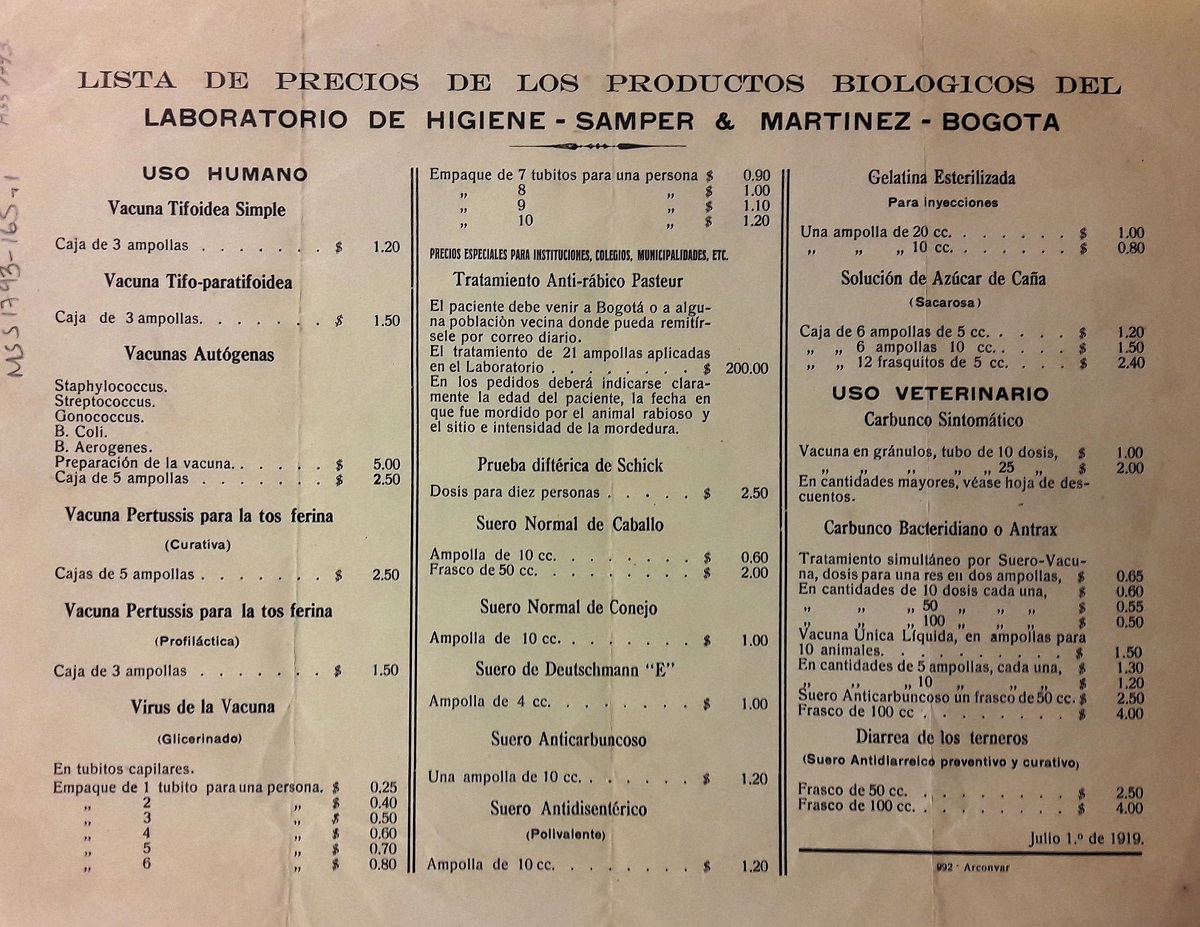 MSS 1793-165-1
MSS 1793
LISTA DE PRECIOS DE LOS PRODUCTOS BIOLOGICOS DEL
LABORATORIO DE HIGIENE - SAMPER & MARTINEZ - BOGOTA
USO HUMANO
Vacuna Tifoidea Simple
Caja de 3 ampollas . . . . . . . $ 1.20
Vacuna Tifo-paratifoidea
Caja de 3 ampollas. . . . . . . $ 1.50
Vacunas Autógenas
Staphylococcus.
Streptococcus.
Gonococcus.
B. Coli.
B. Aerogenes.
Preparación de la vacuna. . . . . . $ 5.00
Caja de 5 ampollas . . . . . . . $ 2.50
Vacuna Pertussis para la tos ferina
(Curativa)
Cajas de 5 ampollas . . . . . . . $ 2.50
Vacuna Pertussis para la tos ferina
(Profiláctica)
Caja de 3 ampollas . . . . . . . $ 1.50
Virus de la Vacuna
(Glicerinado)
En tubitos capilares.
Empaque de 1 tubito para una persona. $ 0.25
„ 2 „ $ 0.40
„ 3 „ $ 0.50
„ 4 „ $ 0.60
„ 5 „ $ 0.70
„ 6 „ $ 0.80
Empaque de 7 tubitos para una persona $ 0.90
„ 8 „ $ 1.00
„ 9 „ $ 1.10
„ 10 „ $ 1.20
PRECIOS ESPECIALES PARA INSTITUCIONES, COLEGIOS, MUNICIPALIDADES, ETC.
Tratamiento Anti-rábico Pasteur
El paciente debe venir a Bogotá o a algu-
na poblaciòn vecina donde pueda remitír-
sele por correo diario.
El tratamiento de 21 ampollas aplicadas
en el Laboratorio . . . . . . . . $ 200.00
En los pedidos deberá indicarse clara-
mente la edad del paciente, la fecha en
que fue mordido por el animal rabioso y
el sitio e intensidad de la mordedura.
Prueba diftérica de Schick
Dosis para diez personas . . . . . $ 2.50
Suero Normal de Caballo
Ampolla de 10 cc. . . . . . . . $ 0.60
Frasco de 50 cc. . . . . . . . . $ 2.00
Suero Normal de Conejo
Ampolla de 10 cc. . . . . . . . $ 1.00
Suero de Deutschmann "E"
Ampolla de 4 cc. . . . . . . . $ 1.00
Suero Anticarbuncoso
Una ampolla de 10 cc. . . . . . . $ 1.20
Suero Antidisentérico
(Polivalente)
Ampolla de 10 cc. . . . . . . . $ 1.20
Gelatina Esterilizada
Para inyecciones
Una ampolla de 20 cc. . . . . . . $ 1.00
„ „ „ 10 cc. . . . . . . $ 0.80
Solución de Azúcar de Caña
(Sacarosa)
Caja de 6 ampollas de 5 cc. . . . . $ 1.20
„ „ 6 ampollas 10 cc. . . . . $ 1.50
„ „ 12 frasquitos de 5 cc. . . . $ 2.40
USO VETERINARIO
Carbunco Sintomático
Vacuna en gránulos, tubo de 10 dosis, $ 1.00
„ „ „ „ „ 25 „ $ 2.00
En cantidades mayores, véase hoja de des-
cuentos.
Carbunco Bacteridiano o Antrax
Tratamiento simultáneo por Suero-Vacu-
na, dosis para una res en dos ampollas, $ 0.65
En cantidades de 10 dosis cada una, $ 0.60
„ „ „ 50 „ „ „ $ 0.55
„ „ „ 100 „ „ „ $ 0.50
Vacuna Unica Líquida, en ampollas para
10 animales. . . . . . . . . . $ 1.50
En cantidades de 5 ampollas, cada una, $ 1.30
„ „ „ 10 „ „ „ $ 1.20
Suero Anticarbuncoso un frasco de 50 cc. $ 2.50
Frasco de 100 cc . . . . . . . . $ 4.00
Diarrea de los terneros
(Suero Antidiarreico preventivo y curativo)
Frasco de 50 cc. . . . . . . . . $ 2.50
Frasco de 100 cc. . . . . . . . . $ 4.00
Julio 1.º de 1919.
992 - Arconvar